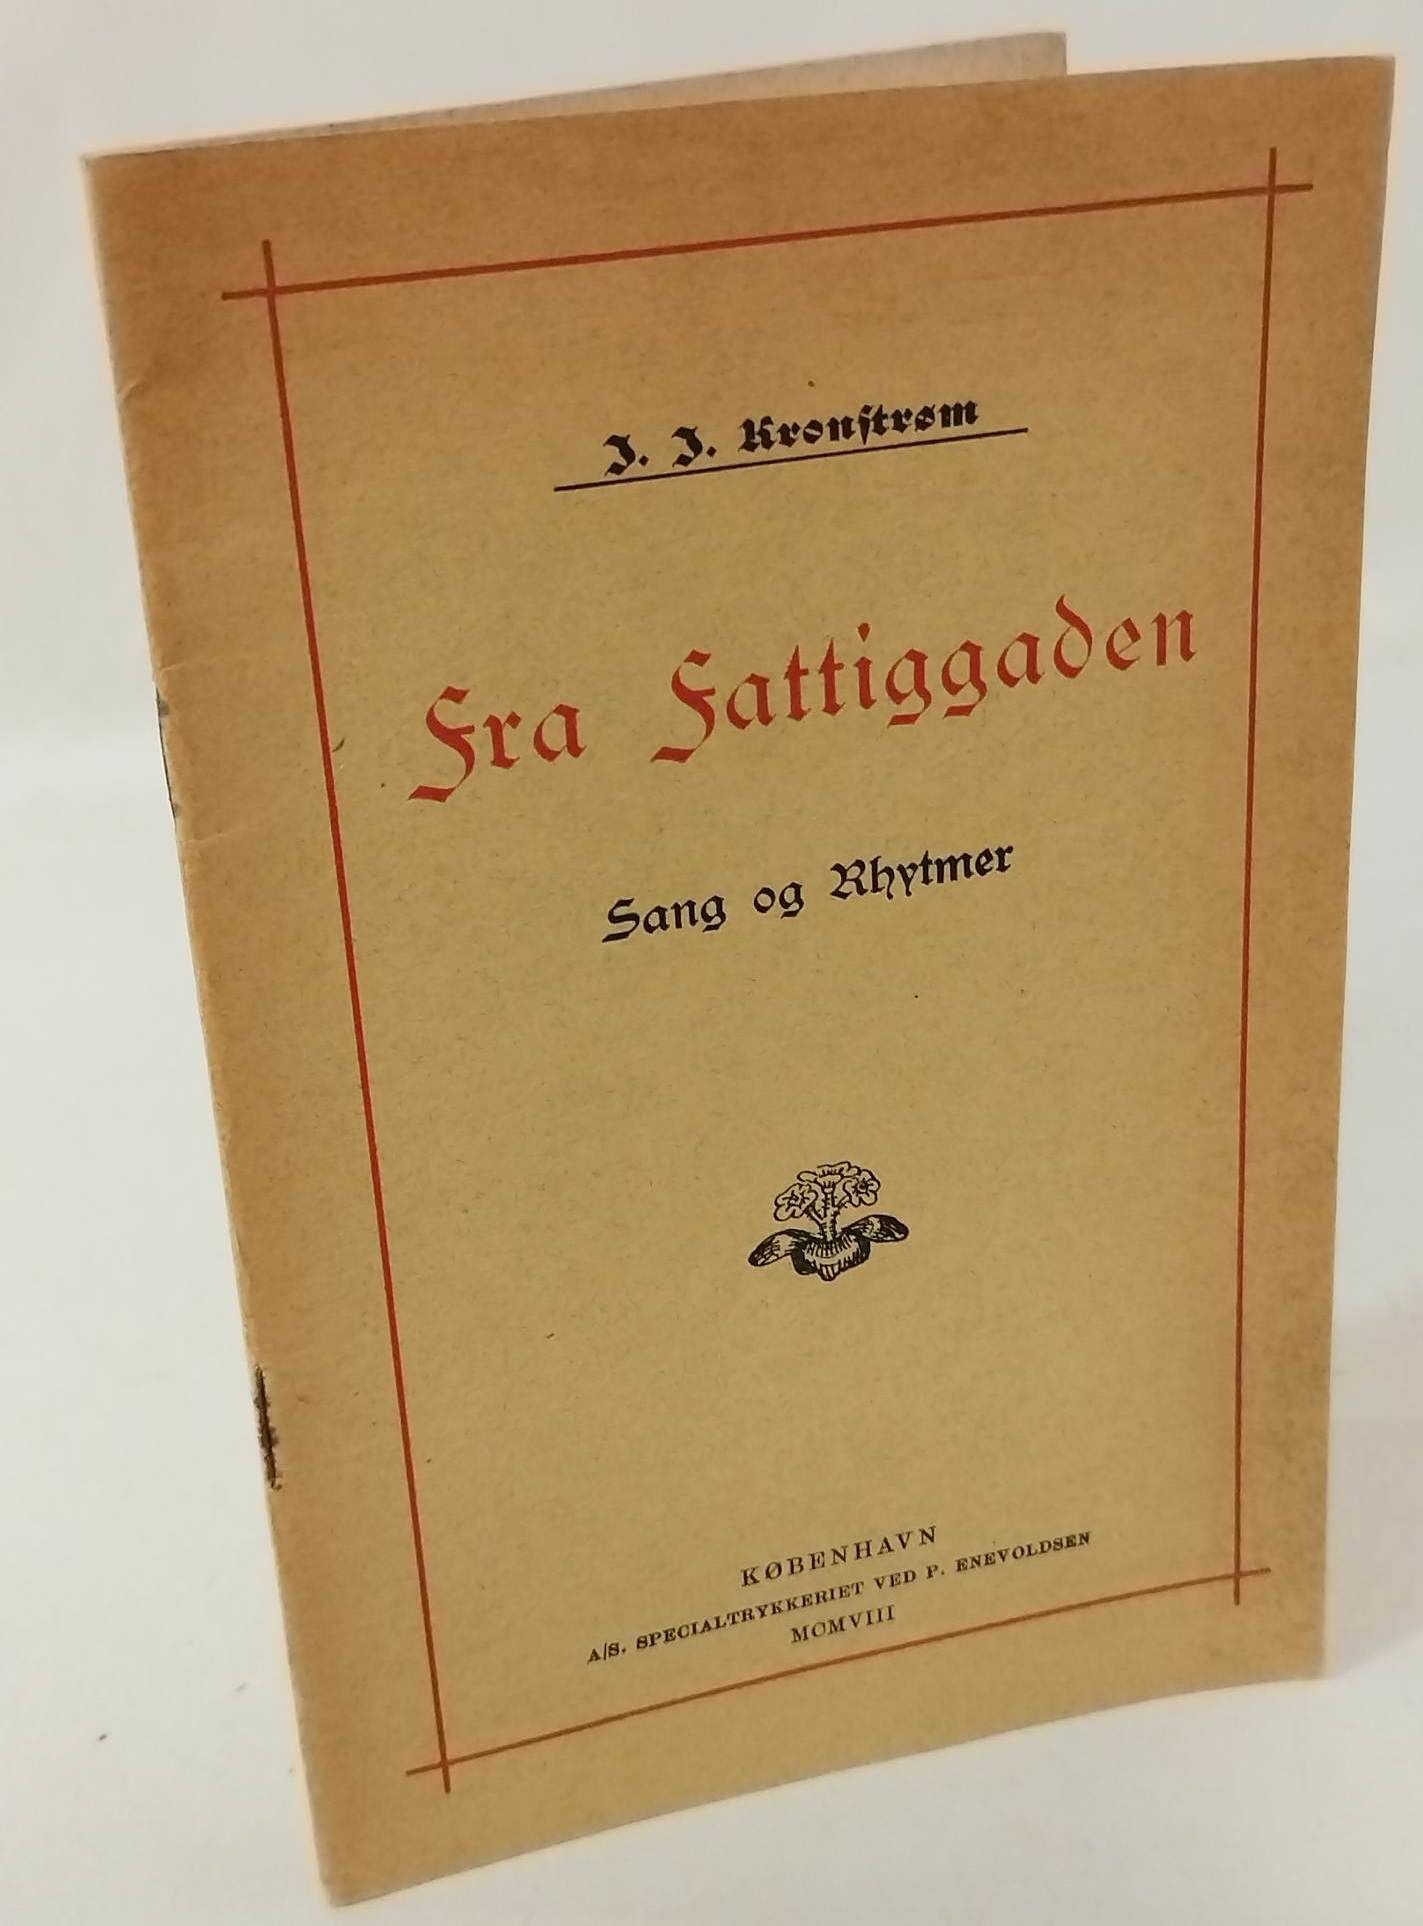 J. J. Kronstrøm
Fra Fattiggaden
Sang og Rhytmer
KØBENHAVN
A/S. SPECIALTRYKKERIET VED P. ENEVOLDSEN
MCMVIII